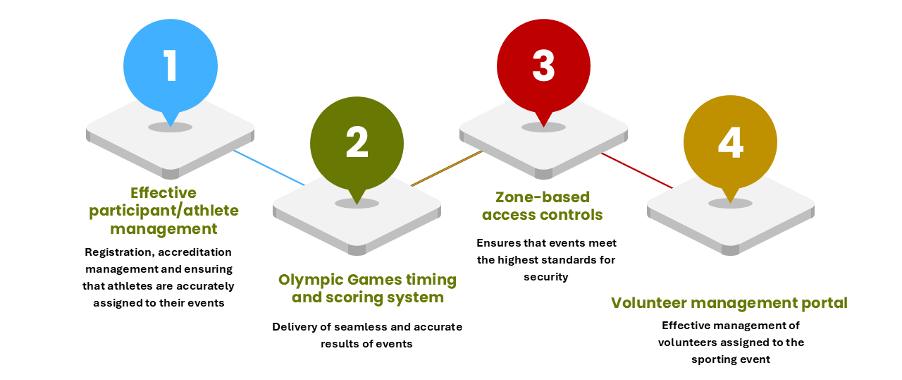 1
Effective
participant/athlete
management
Registration, accreditation
management and ensuring
that athletes are accurately
assigned to their events
2
Olympic Games timing
and scoring system
Delivery of seamless and accurate
results of events
3
Zone-based
access controls
Ensures that events meet
the highest standards for
security
4
Volunteer management portal
Effective management of
volunteers assigned to the
sporting event